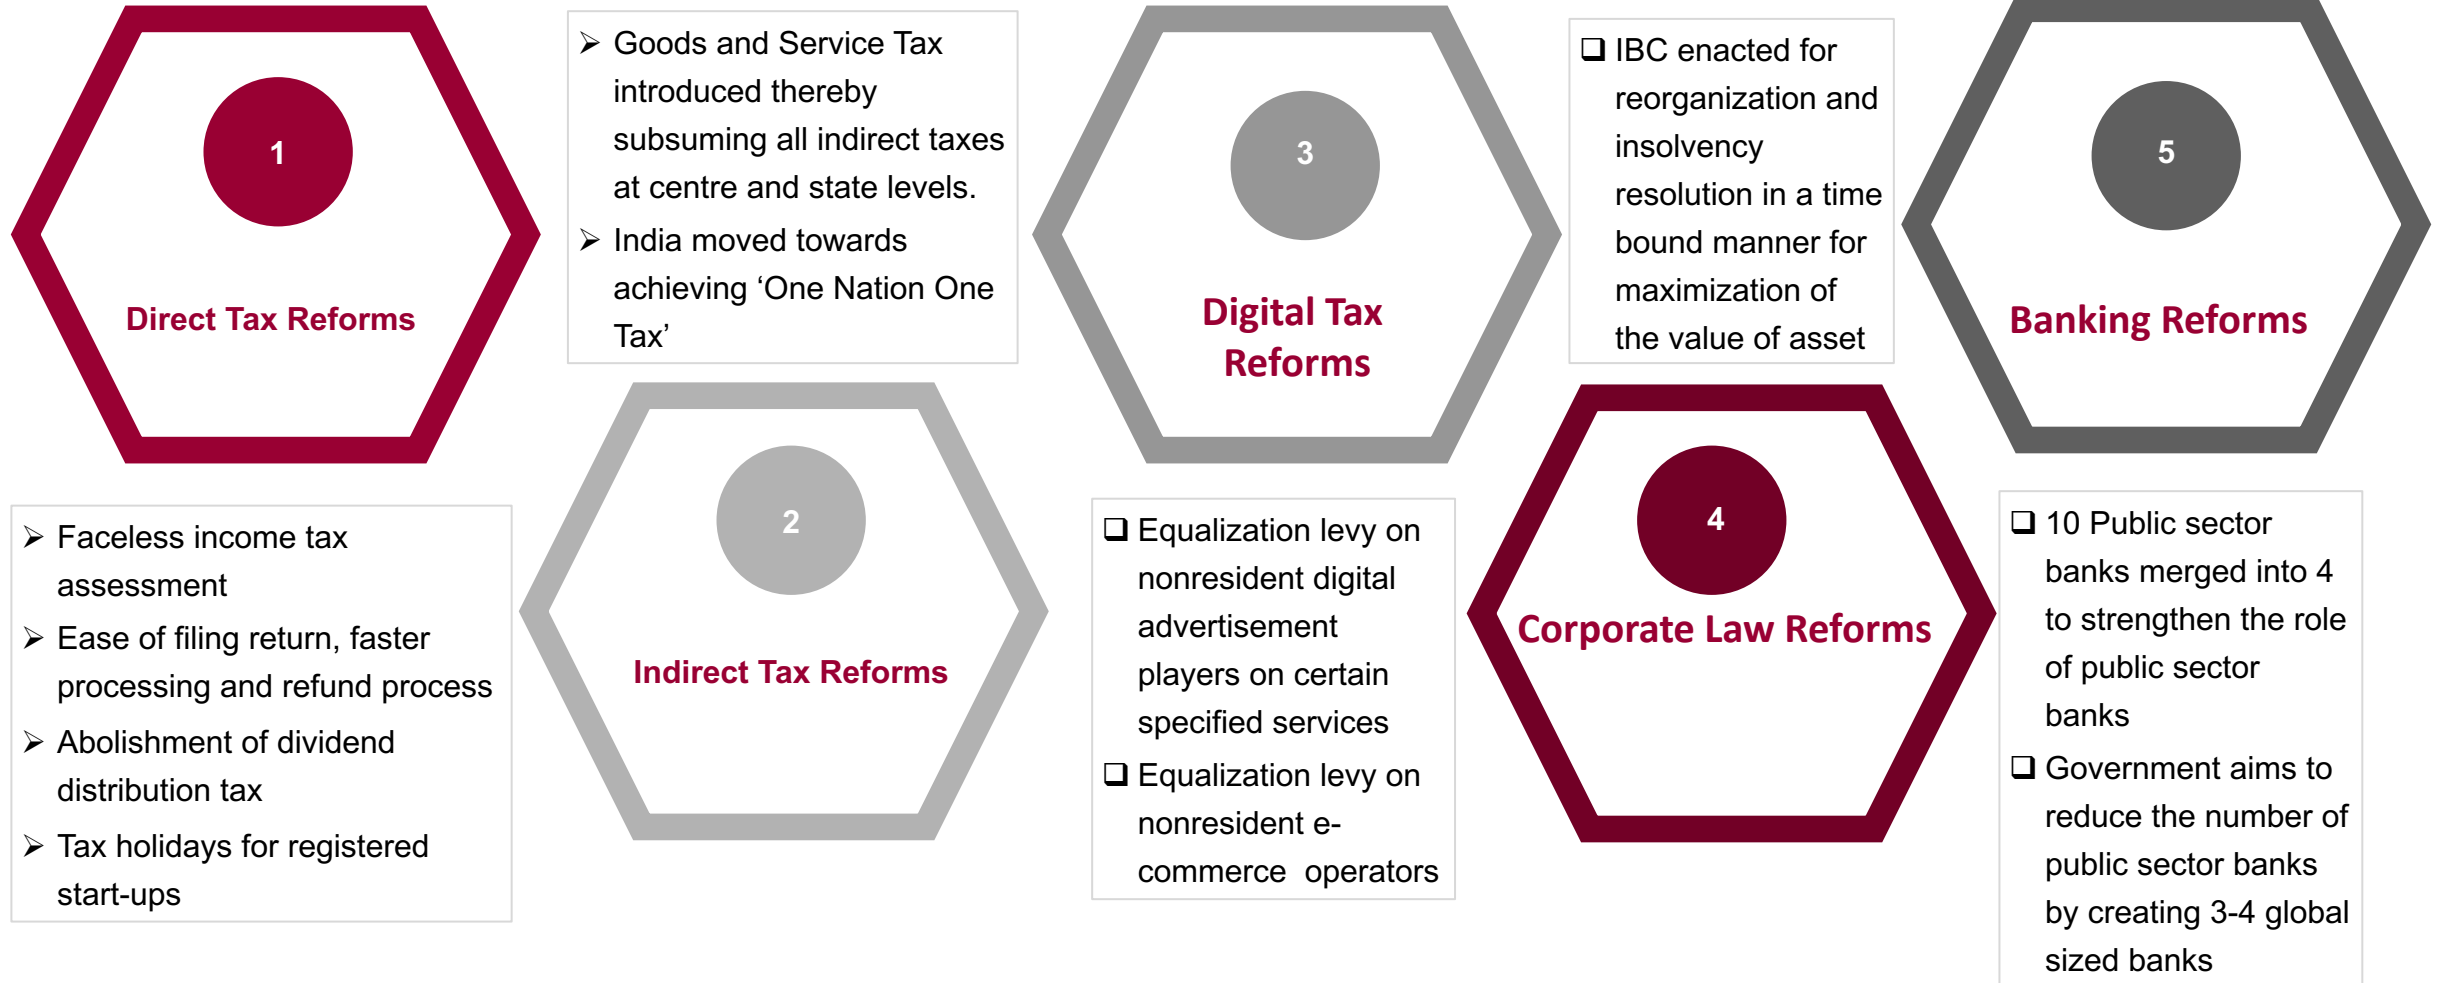 1
Direct Tax Reforms
➢ Faceless income tax
assessment
➢ Ease of filing return, faster
processing and refund process
➢ Abolishment of dividend
distribution tax
➢ Tax holidays for registered
start-ups
➢ Goods and Service Tax
introduced thereby
subsuming all indirect taxes
at centre and state levels.
➢ India moved towards
achieving ‘One Nation One
Tax’
2
Indirect Tax Reforms
3
Digital Tax
Reforms
❑ Equalization levy on
nonresident digital
advertisement
players on certain
specified services
❑ Equalization levy on
nonresident e-
commerce operators
❑ IBC enacted for
reorganization and
insolvency
resolution in a time
bound manner for
maximization of
the value of asset
4
Corporate Law Reforms
5
Banking Reforms
❑ 10 Public sector
banks merged into 4
to strengthen the role
of public sector
banks
❑ Government aims to
reduce the number of
public sector banks
by creating 3-4 global
sized banks